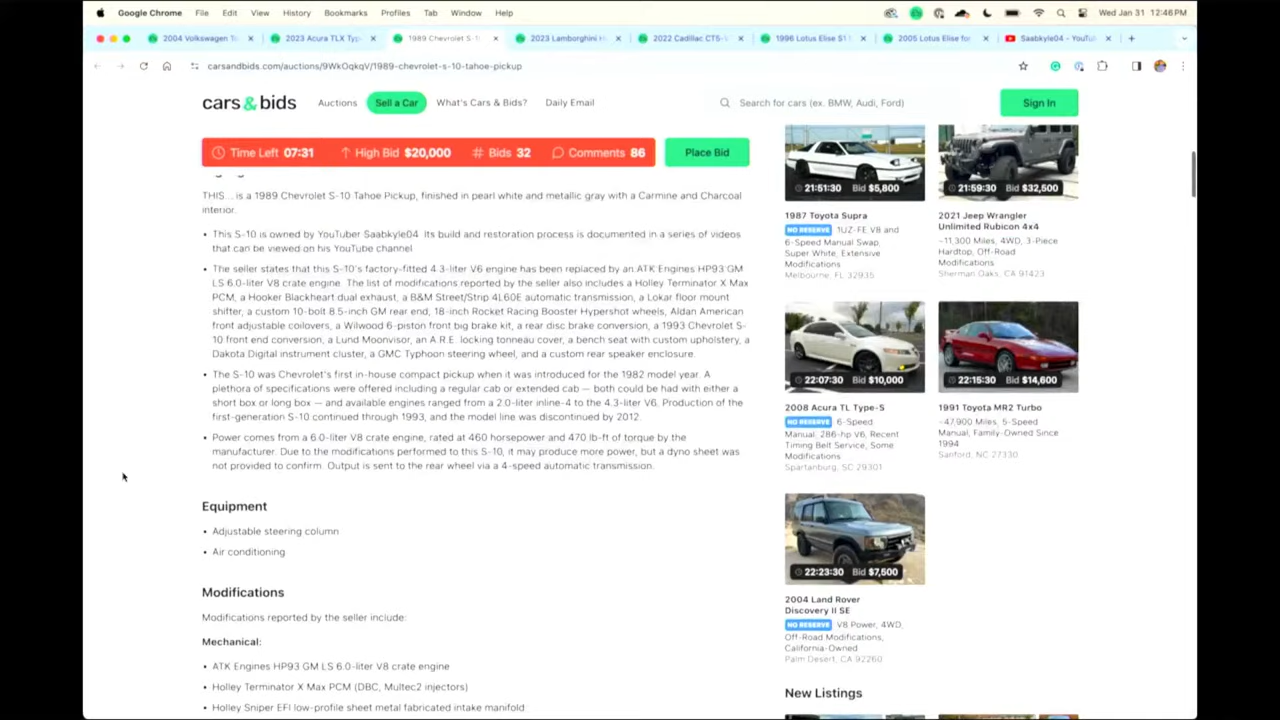 Google Chrome File Edit View History Bookmarks Profiles Tab Window Help Wed Jan 31 12:46 PM
2004 Volkswagen T 2023 Acura TLX Typ 1989 Chevrolet S-1 2023 Lamborghini H 2022 Cadillac CT5- 1996 Lotus Elise S1 2005 Lotus Elise for Saabkyle04 - YouTu
carsandbids.com/auctions/9WkOqkqV/1989-chevrolet-s-10-tahoe-pickup
cars & bids Auctions Sell a Car What's Cars & Bids? Daily Email Search for cars (ex. BMW, Audi, Ford) Sign In
Time Left 07:31 High Bid $20,000 # Bids 32 Comments 86 Place Bid
THIS... is a 1989 Chevrolet S-10 Tahoe Pickup, finished in pearl white and metallic gray with a Carmine and Charcoal
interior.
• This S-10 is owned by YouTuber Saabkyle04. Its build and restoration process is documented in a series of videos
that can be viewed on his YouTube channel.
• The seller states that this S-10's factory-fitted 4.3-liter V6 engine has been replaced by an ATK Engines HP93 GM
LS 6.0-liter V8 crate engine. The list of modifications reported by the seller also includes a Holley Terminator X Max
PCM, a Hooker Blackheart dual exhaust, a B&M Street/Strip 4L60E automatic transmission, a Lokar floor mount
shifter, a custom 10-bolt 8.5-inch GM rear end, 18-inch Rocket Racing Booster Hypershot wheels, Aldan American
front adjustable coilovers, a Wilwood 6-piston front big brake kit, a rear disc brake conversion, a 1993 Chevrolet S-
10 front end conversion, a Lund Moonvisor, an A.R.E. locking tonneau cover, a bench seat with custom upholstery, a
Dakota Digital instrument cluster, a GMC Typhoon steering wheel, and a custom rear speaker enclosure.
• The S-10 was Chevrolet's first in-house compact pickup when it was introduced for the 1982 model year. A
plethora of specifications were offered including a regular cab or extended cab — both could be had with either a
short box or long box — and available engines ranged from a 2.0-liter inline-4 to the 4.3-liter V6. Production of the
first-generation S-10 continued through 1993, and the model line was discontinued by 2012.
• Power comes from a 6.0-liter V8 crate engine, rated at 460 horsepower and 470 lb-ft of torque by the
manufacturer. Due to the modifications performed to this S-10, it may produce more power, but a dyno sheet was
not provided to confirm. Output is sent to the rear wheel via a 4-speed automatic transmission.
Equipment
• Adjustable steering column
• Air conditioning
Modifications
Modifications reported by the seller include:
Mechanical:
• ATK Engines HP93 GM LS 6.0-liter V8 crate engine
• Holley Terminator X Max PCM (DBC, Multec2 injectors)
• Holley Sniper EFI low-profile sheet metal fabricated intake manifold
21:51:30 Bid $5,800
1987 Toyota Supra
NO RESERVE 1UZ-FE V8 and
6-Speed Manual Swap,
Super White, Extensive
Modifications
Melbourne, FL 32935
21:59:30 Bid $32,500
2021 Jeep Wrangler
Unlimited Rubicon 4x4
~11,300 Miles, 4WD, 3-Piece
Hardtop, Off-Road
Modifications
Sherman Oaks, CA 91423
22:07:30 Bid $10,000
2008 Acura TL Type-S
NO RESERVE 6-Speed
Manual, 286-hp V6, Recent
Timing Belt Service, Some
Modifications
Spartanburg, SC 29301
22:15:30 Bid $14,600
1991 Toyota MR2 Turbo
~47,900 Miles, 5-Speed
Manual, Family-Owned Since
1994
Sanford, NC 27330
22:23:30 Bid $7,500
2004 Land Rover
Discovery II SE
NO RESERVE V8 Power, 4WD,
Off-Road Modifications,
California-Owned
Palm Desert, CA 92260
New Listings